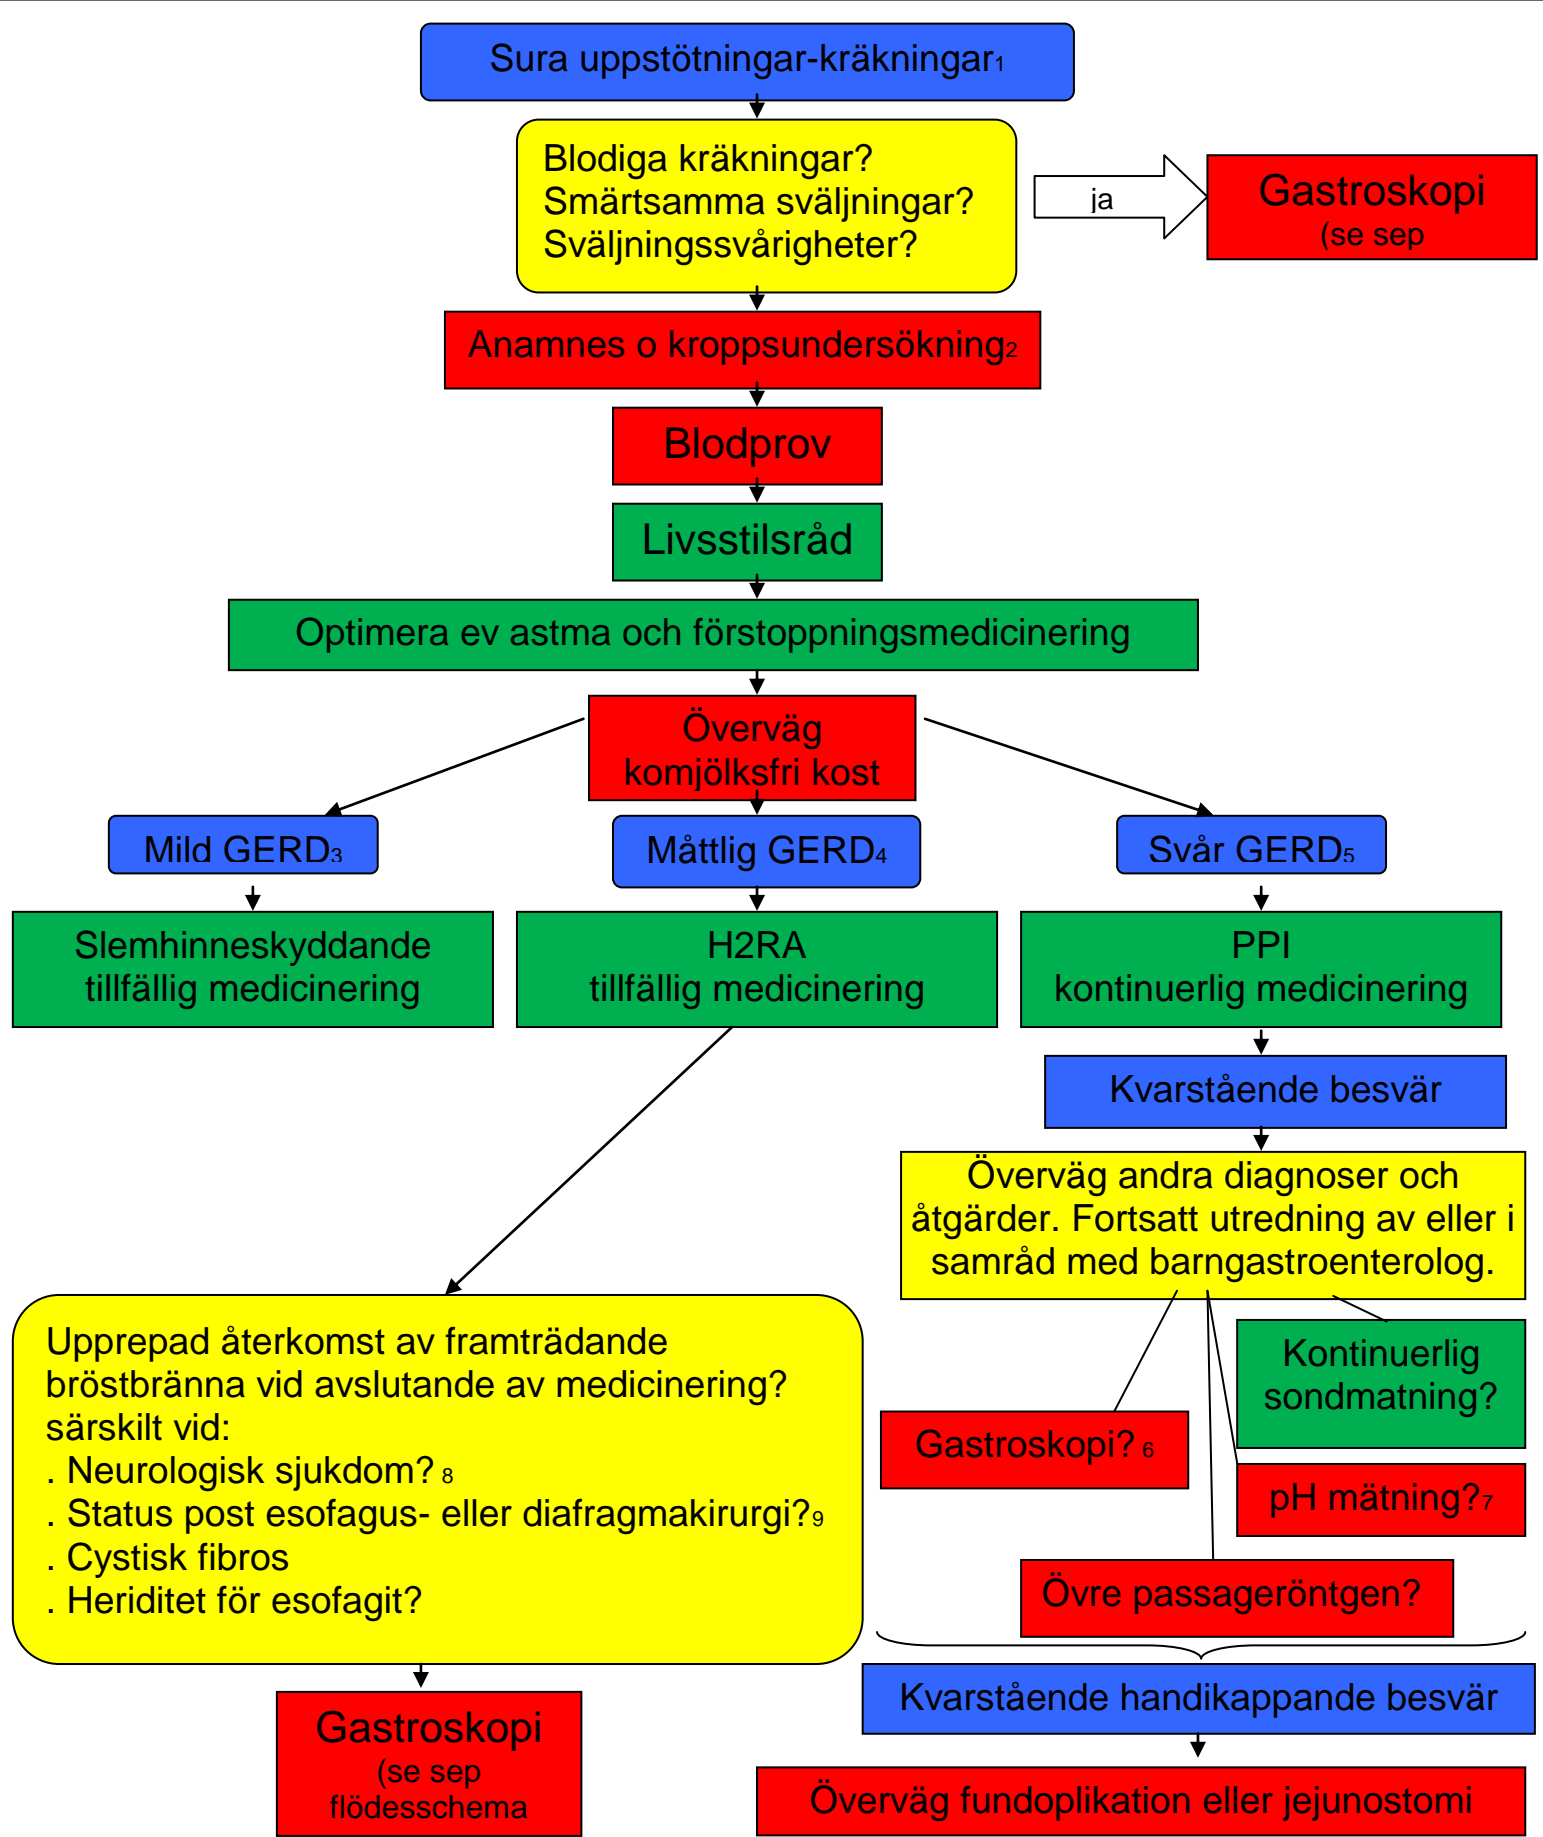 Sura uppstötningar-kräkningar1
Blodiga kräkningar?
Smärtsamma sväljningar?
Sväljningssvårigheter?
ja
Gastroskopi
(se sep
Anamnes o kroppsundersökning2
Blodprov
Livsstilsråd
Optimera ev astma och förstoppningsmedicinering
Överväg
komjölksfri kost
Mild GERD3
Måttlig GERD4
Svår GERD5
Slemhinneskyddande
tillfällig medicinering
H2RA
tillfällig medicinering
PPI
kontinuerlig medicinering
Kvarstående besvär
Överväg andra diagnoser och
åtgärder. Fortsatt utredning av eller i
samråd med barngastroenterolog.
Upprepad återkomst av framträdande
bröstbränna vid avslutande av medicinering?
särskilt vid:
. Neurologisk sjukdom? 8
. Status post esofagus- eller diafragmakirurgi?9
. Cystisk fibros
. Heriditet för esofagit?
Kontinuerlig
sondmatning?
Gastroskopi? 6
pH mätning?7
Övre passageröntgen?
Kvarstående handikappande besvär
Gastroskopi
(se sep
flödesschema
Överväg fundoplikation eller jejunostomi